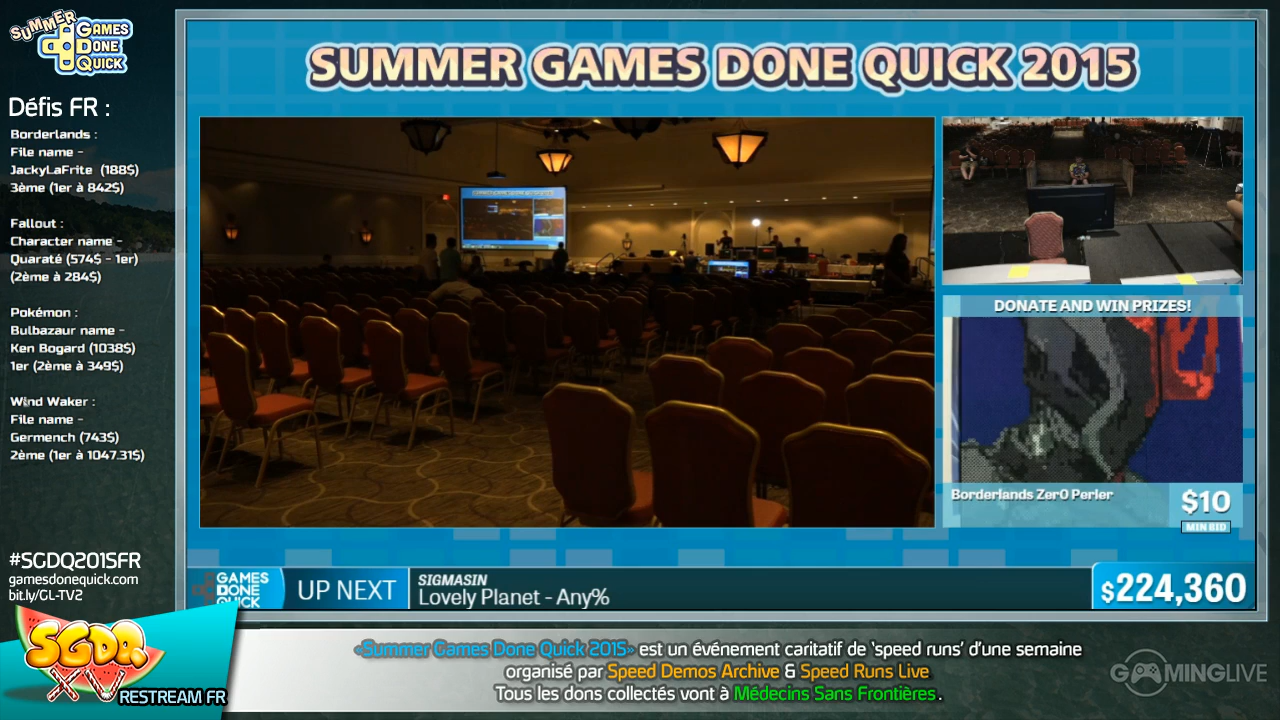 SUMMER
GAMES
DONE
QUICK
Défis FR :
Borderlands :
File name -
JackyLaFrite (188$)
3ème (1er à 842$)
Fallout :
Character name -
Quaraté (574$ - 1er)
(2ème à 284$)
Pokémon :
Bulbazaur name -
Ken Bogard (1038$)
1er (2ème à 349$)
Wind Waker :
File name -
Germench (743$)
2ème (1er à 1047.31$)
#SGDQ2015FR
gamesdonequick.com
bit.ly/GL-TV2
SUMMER GAMES DONE QUICK 2015
DONATE AND WIN PRIZES!
Borderlands Zer0 Perler
$10
MIN BID
GAMES
DONE
QUICK
UP NEXT
SIGMASIN
Lovely Planet - Any%
$224,360
SGDQ
RESTREAM FR
«Summer Games Done Quick 2015» est un événement caritatif de 'speed runs' d'une semaine
organisé par Speed Demos Archive & Speed Runs Live
Tous les dons collectés vont à Médecins Sans Frontières.
GAMINGLIVE